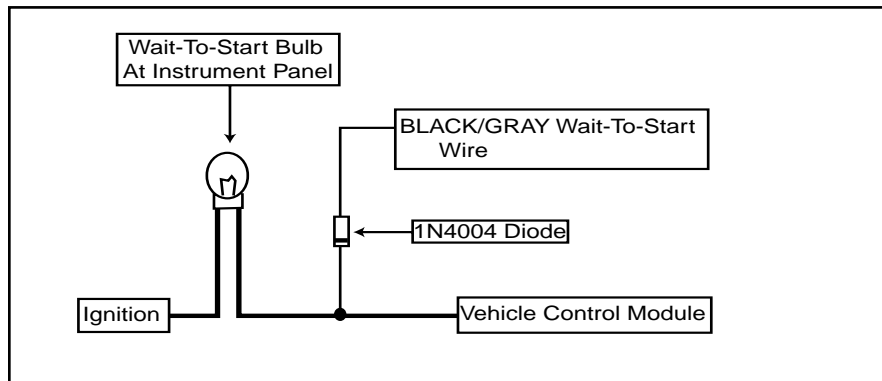 Wait-To-Start Bulb
At Instrument Panel
BLACK/GRAY Wait-To-Start
Wire
1N4004 Diode
Ignition
Vehicle Control Module